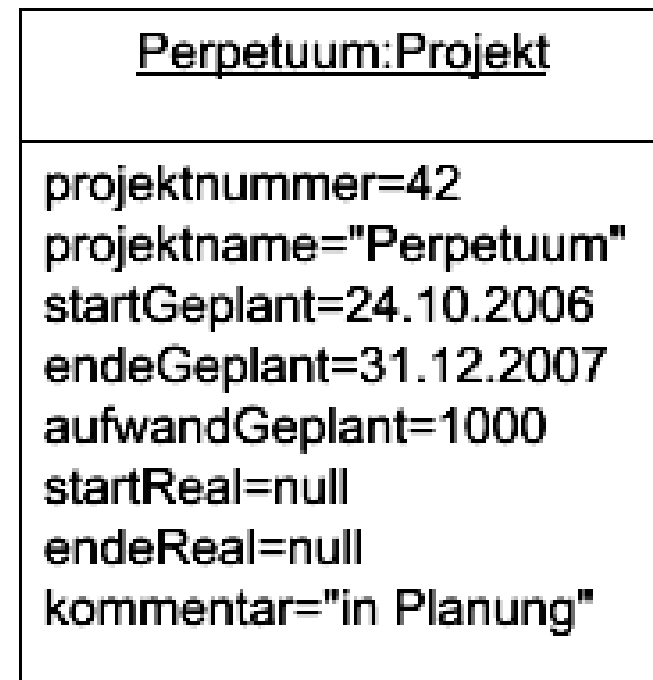 Perpetuum:Projekt
projektnummer=42
projektname="Perpetuum"
startGeplant=24.10.2006
endeGeplant=31.12.2007
aufwandGeplant=1000
startReal=null
endeReal=null
kommentar="in Planung"